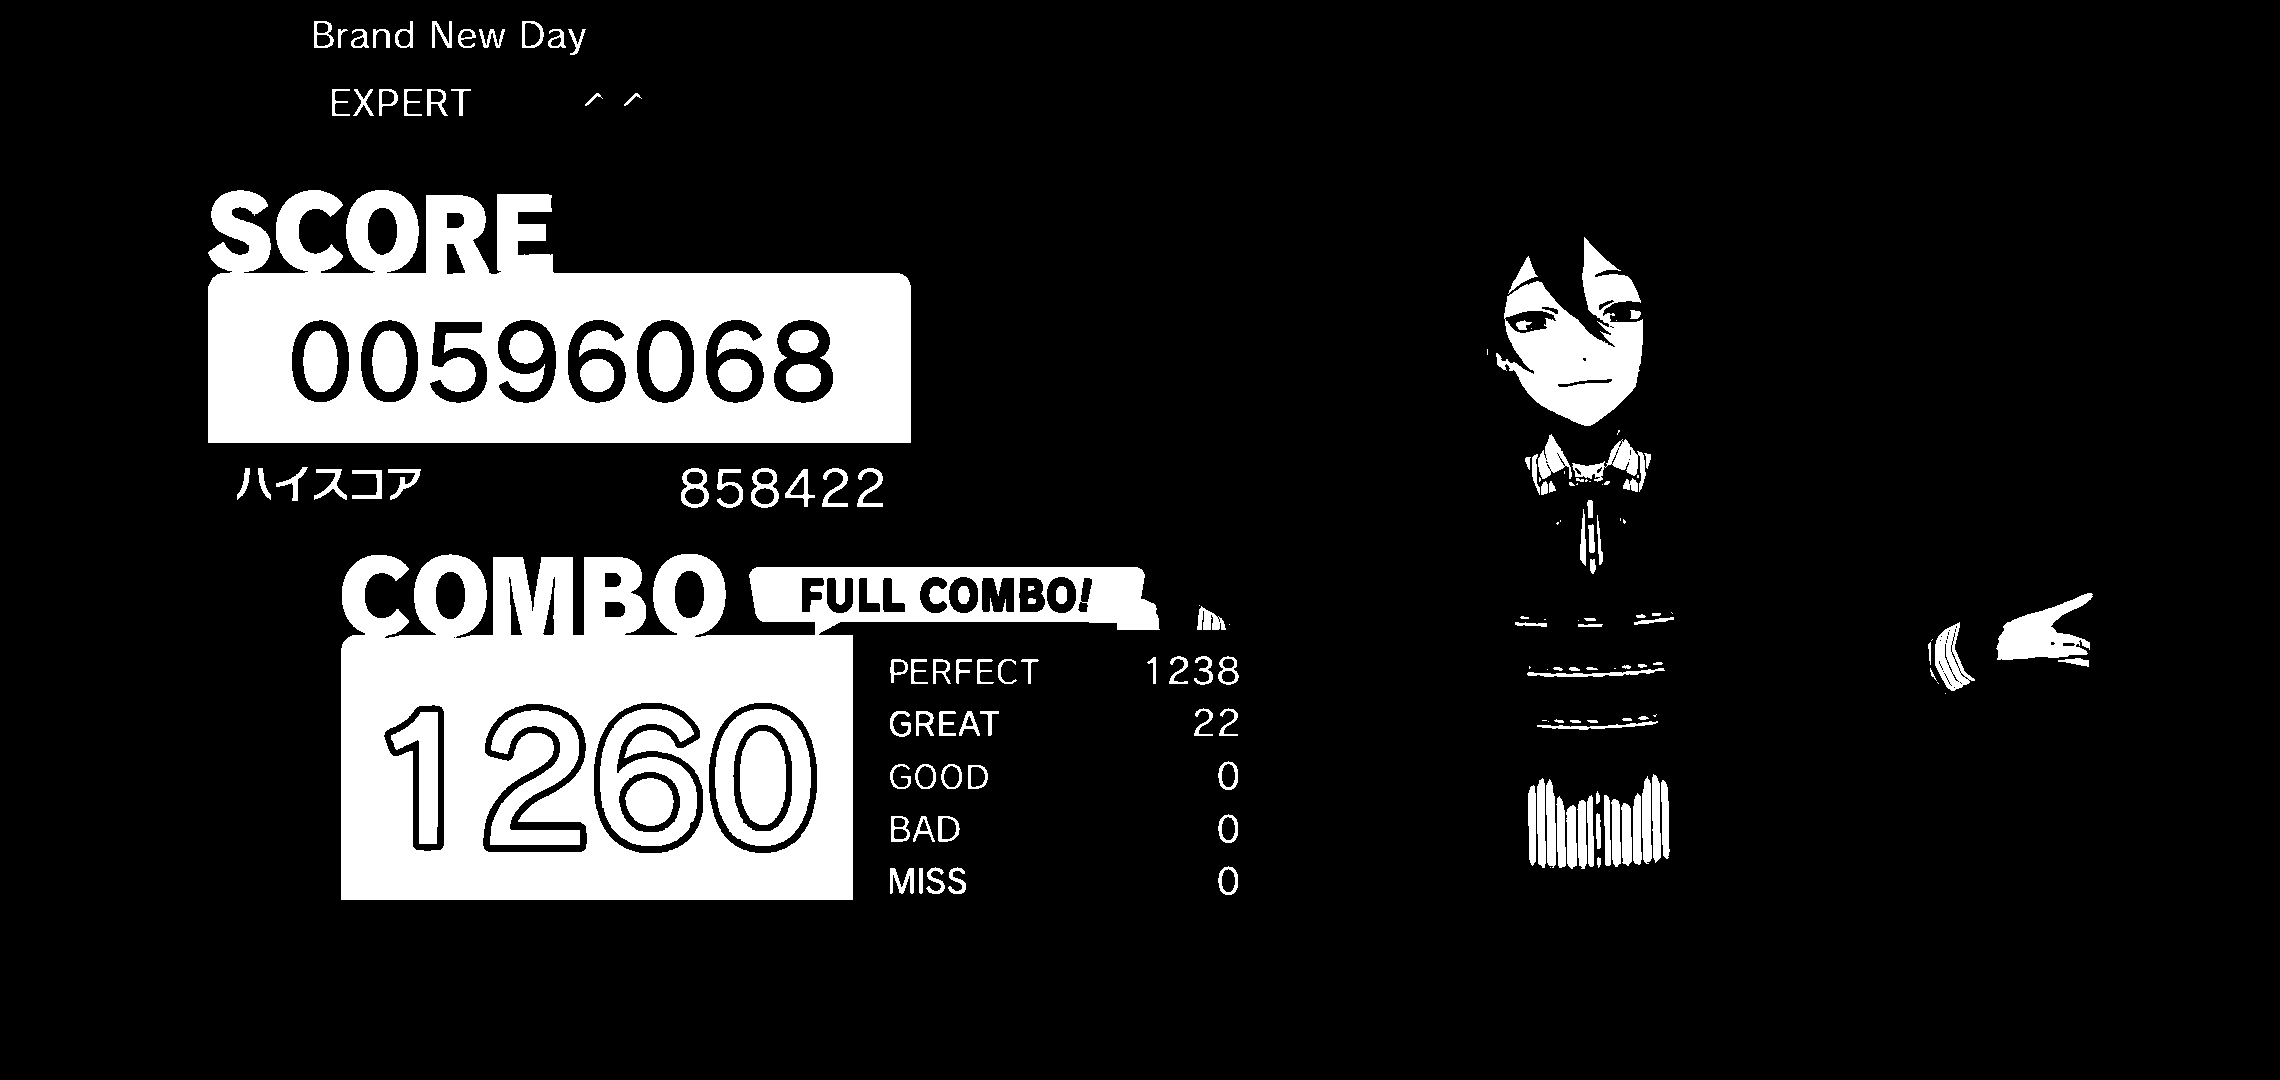 Brand New Day
EXPERT
SCORE
00596068
ハイスコア 858422
COMBO
FULL COMBO!
1260
PERFECT 1238
GREAT 22
GOOD 0
BAD 0
MISS 0